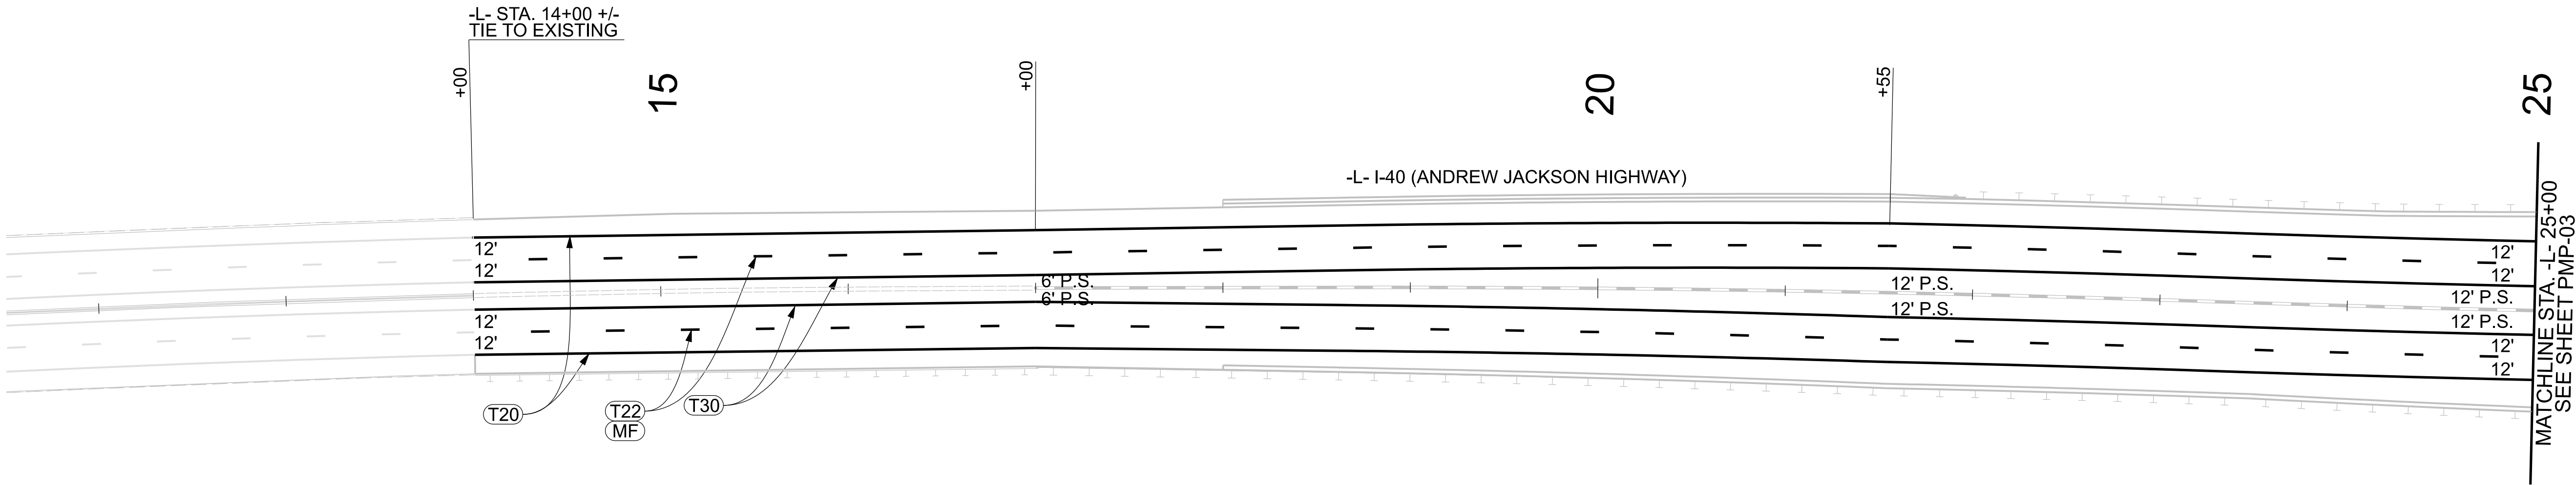 -L- STA. 14+00 +/-
TIE TO EXISTING
+00
15
+00
20
+55
25
-L- I-40 (ANDREW JACKSON HIGHWAY)
12'
12'
12'
12'
6' P.S.
6' P.S.
12' P.S.
12' P.S.
12'
12'
12' P.S.
12' P.S.
12'
12'
MATCHLINE STA. -L- 25+00
SEE SHEET PMP-03
T20
T22
MF
T30